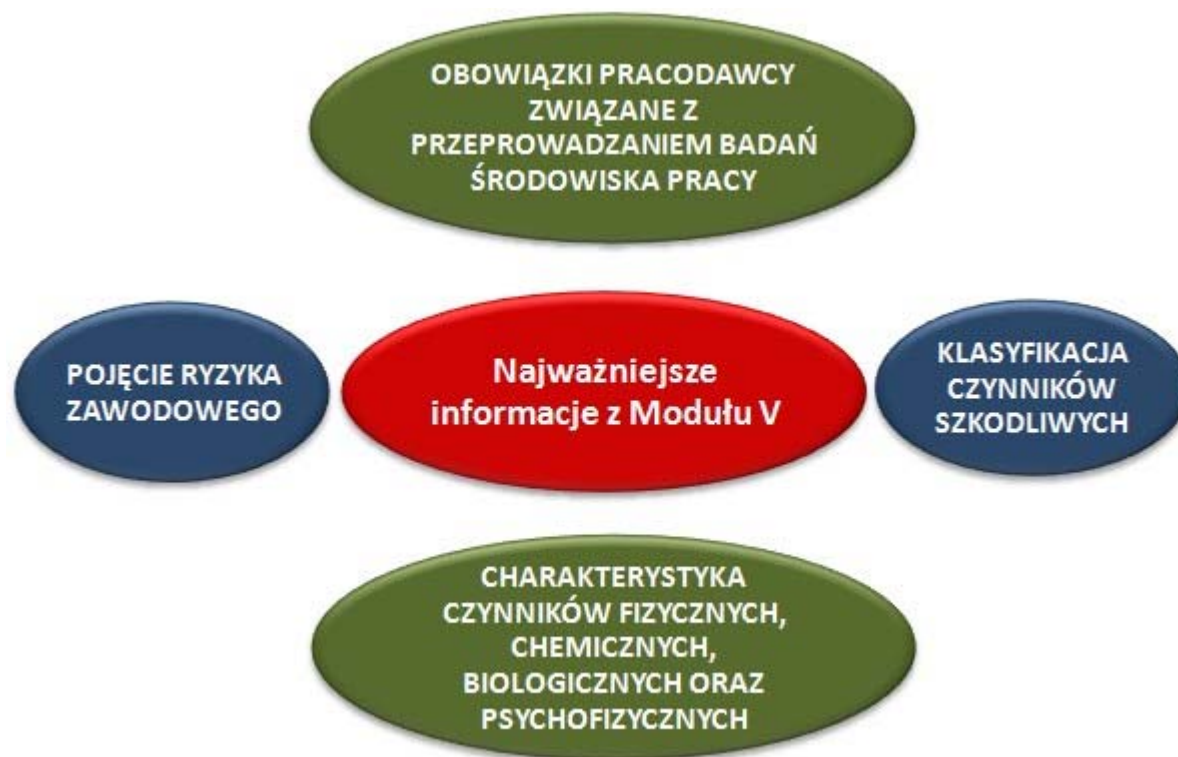 OBOWIĄZKI PRACODAWCY
ZWIĄZANE Z
PRZEPROWADZANIEM BADAŃ
ŚRODOWISKA PRACY
POJĘCIE RYZYKA
ZAWODOWEGO
Najważniejsze
informacje z Modułu V
KLASYFIKACJA
CZYNNIKÓW
SZKODLIWYCH
CHARAKTERYSTYKA
CZYNNIKÓW FIZYCZNYCH,
CHEMICZNYCH,
BIOLOGICZNYCH ORAZ
PSYCHOFIZYCZNYCH